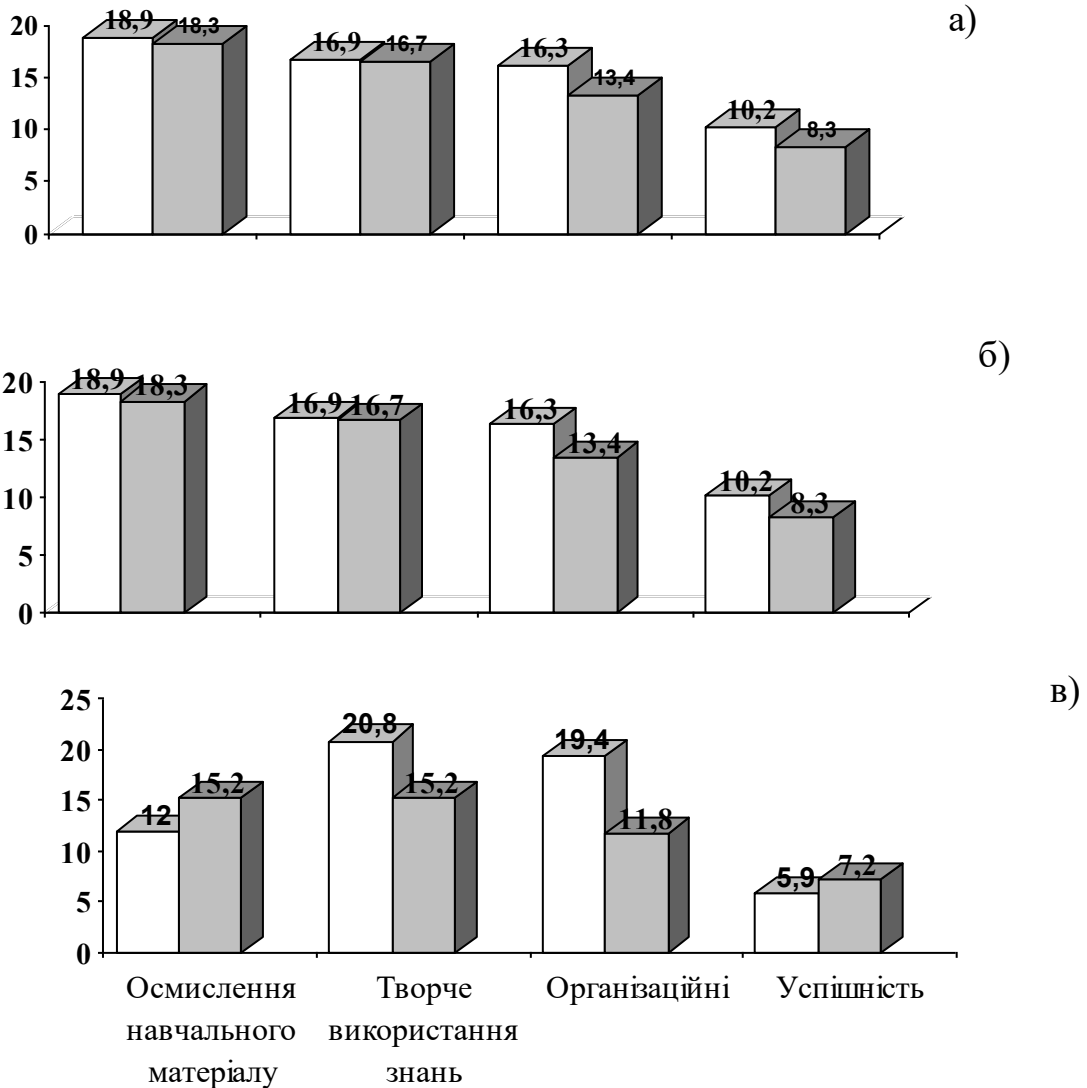 а)
20
15
10
5
0
18,9 18,3 16,9 16,7 16,3 13,4 10,2 8,3
б)
20
15
10
5
0
18,9 18,3 16,9 16,7 16,3 13,4 10,2 8,3
в)
25
20
15
10
5
0
12 15,2 20,8 15,2 19,4 11,8 5,9 7,2
Осмислення
навчального
матеріалу
Творче
використання
знань
Організаційні
Успішність